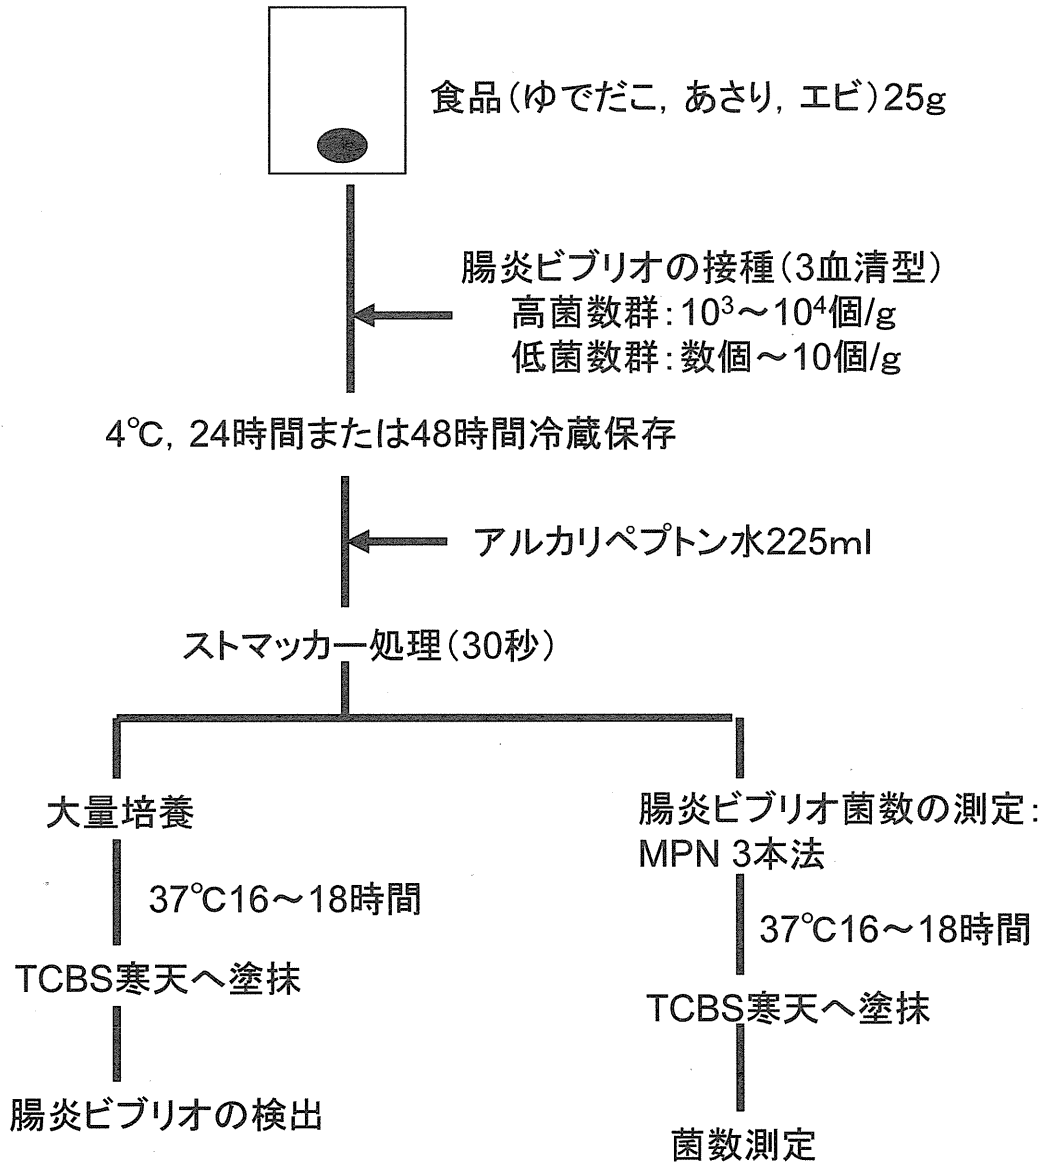 食品(ゆでだこ, あさり, エビ)25g
腸炎ビブリオの接種(3血清型)
高菌数群:10³〜10⁴個/g
低菌数群:数個〜10個/g
4℃, 24時間または48時間冷蔵保存
アルカリペプトン水225ml
ストマッカー処理(30秒)
大量培養
37℃16〜18時間
TCBS寒天へ塗抹
腸炎ビブリオの検出
腸炎ビブリオ菌数の測定:
MPN 3本法
37℃16〜18時間
TCBS寒天へ塗抹
菌数測定